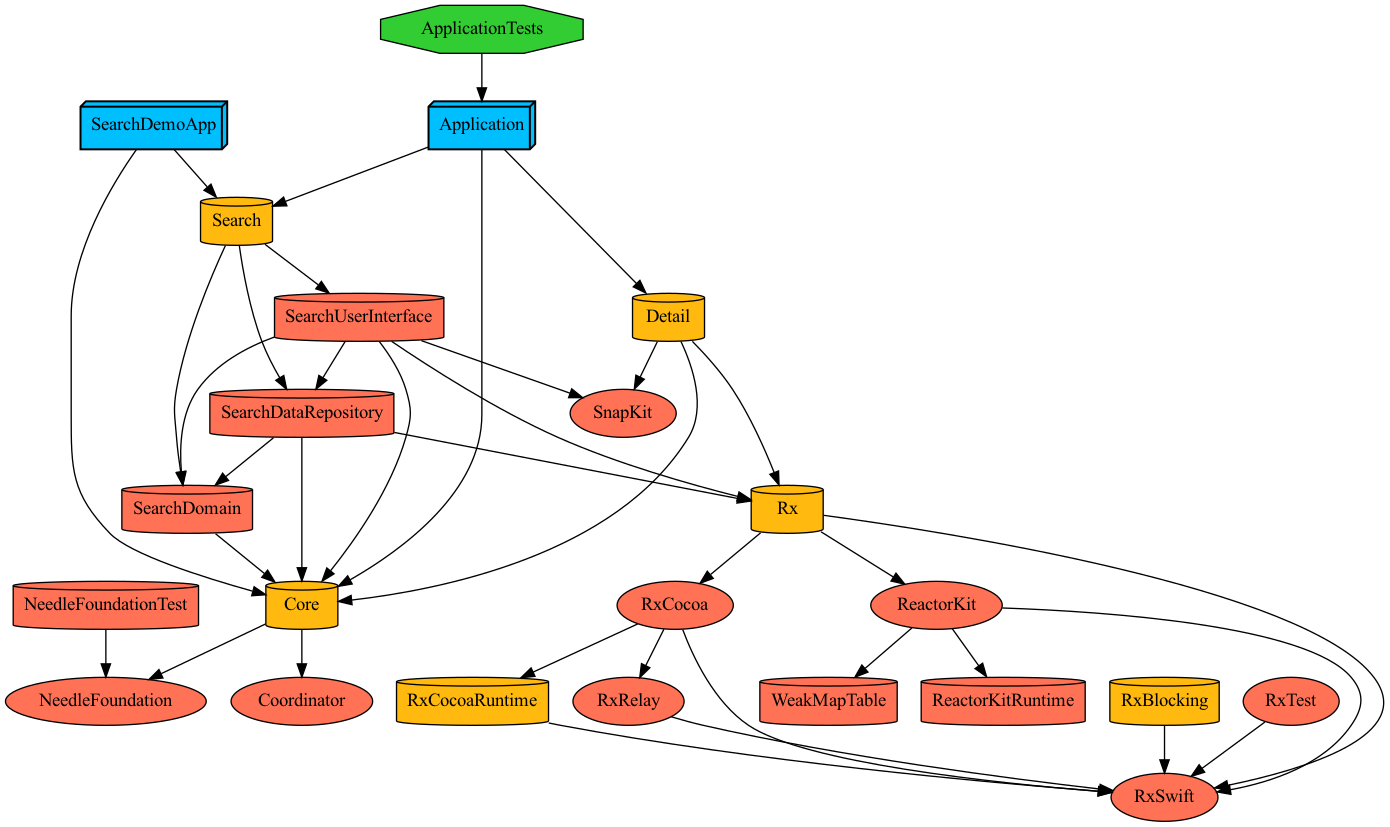 ApplicationTests
SearchDemoApp
Application
Search
SearchUserInterface
Detail
SearchDataRepository
SnapKit
SearchDomain
Rx
NeedleFoundationTest
Core
RxCocoa
ReactorKit
NeedleFoundation
Coordinator
RxCocoaRuntime
RxRelay
WeakMapTable
ReactorKitRuntime
RxBlocking
RxTest
RxSwift